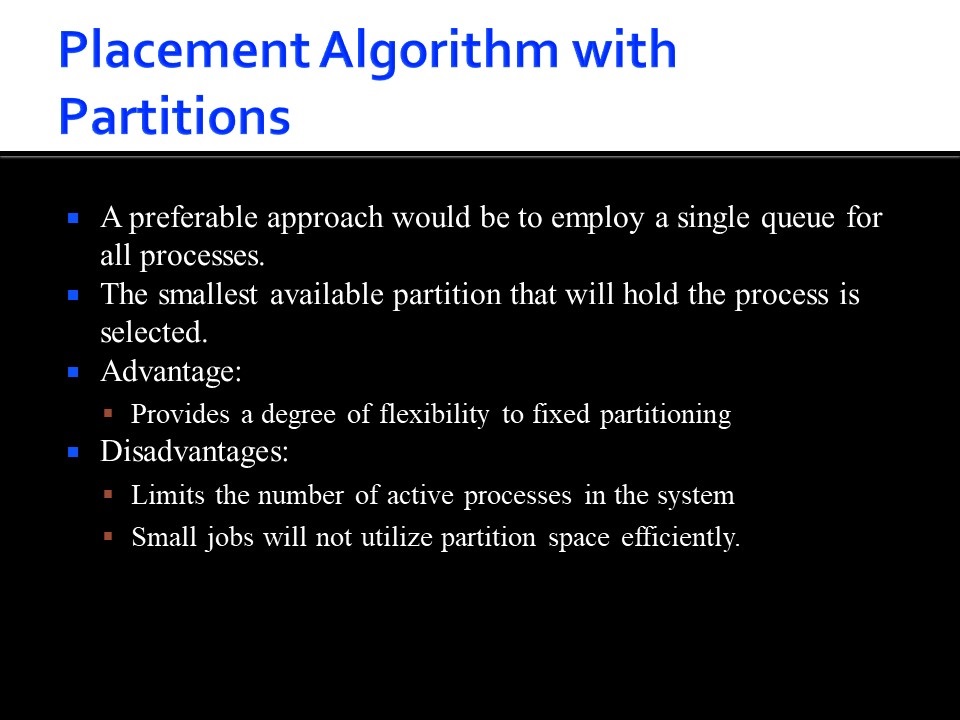 Placement Algorithm with
Partitions
A preferable approach would be to employ a single queue for
all processes.
The smallest available partition that will hold the process is
selected.
Advantage:
Provides a degree of flexibility to fixed partitioning
Disadvantages:
Limits the number of active processes in the system
Small jobs will not utilize partition space efficiently.